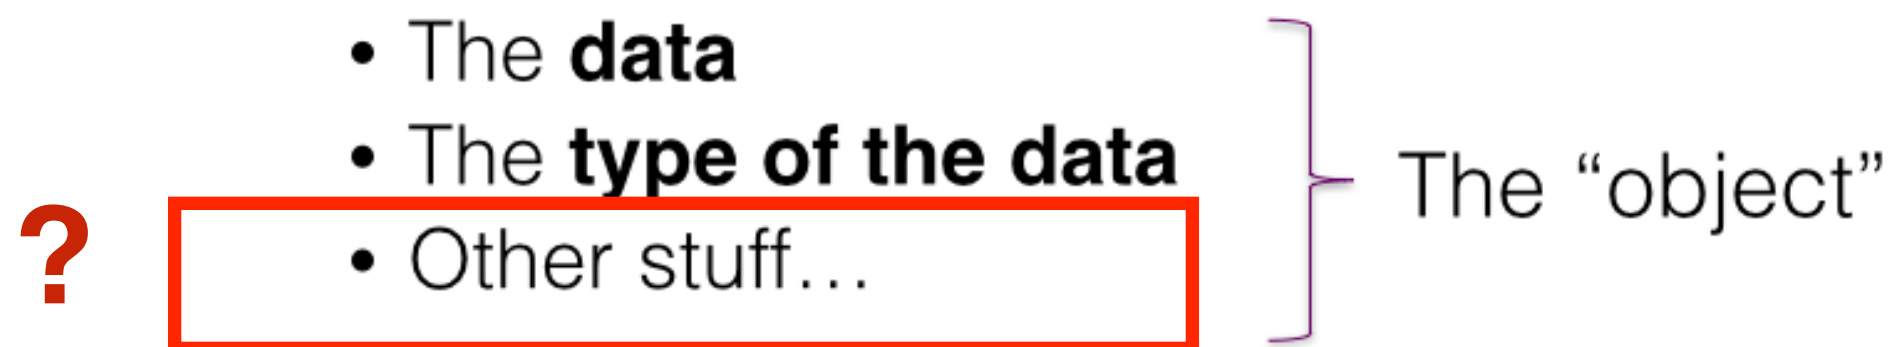 • The data
• The type of the data
The “object”
?
• Other stuff…